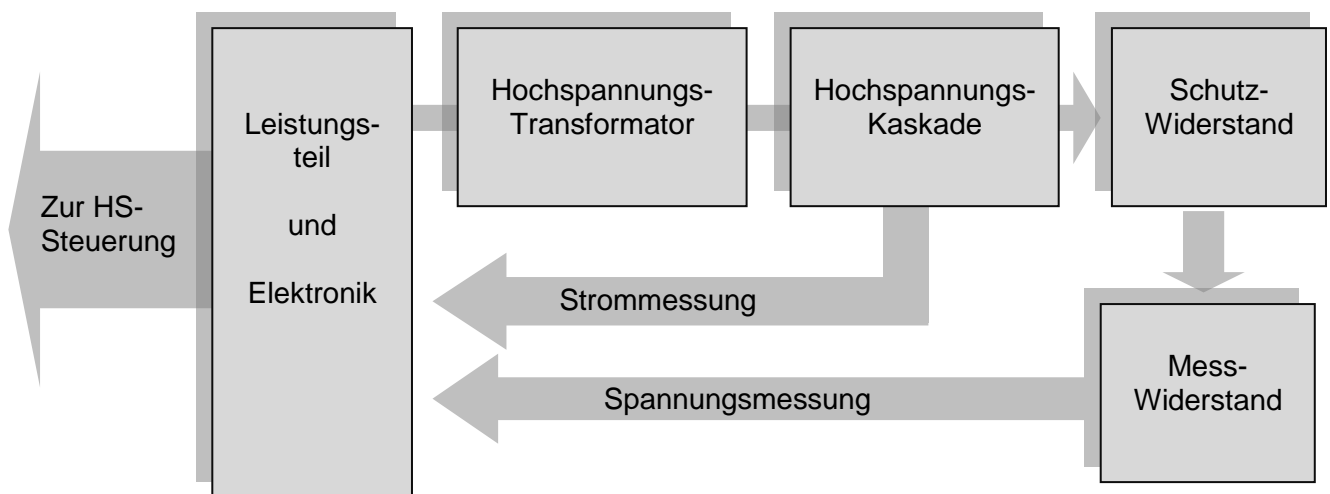 Zur HS-
Steuerung
Leistungs-
teil
und
Elektronik
Hochspannungs-
Transformator
Hochspannungs-
Kaskade
Schutz-
Widerstand
Strommessung
Spannungsmessung
Mess-
Widerstand